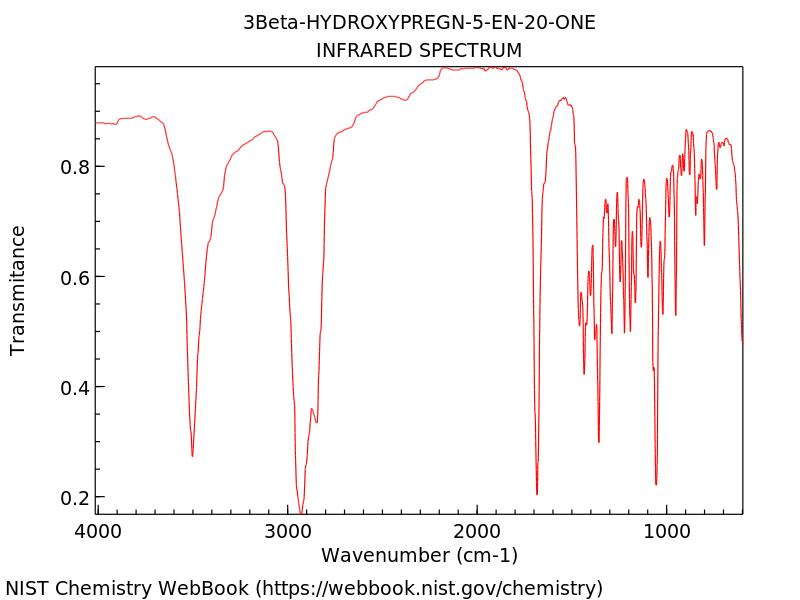 3Beta-HYDROXYPREGN-5-EN-20-ONE
INFRARED SPECTRUM
0.8
0.6
0.4
0.2
Transmitance
4000 3000 2000 1000
Wavenumber (cm-1)
NIST Chemistry WebBook (https://webbook.nist.gov/chemistry)